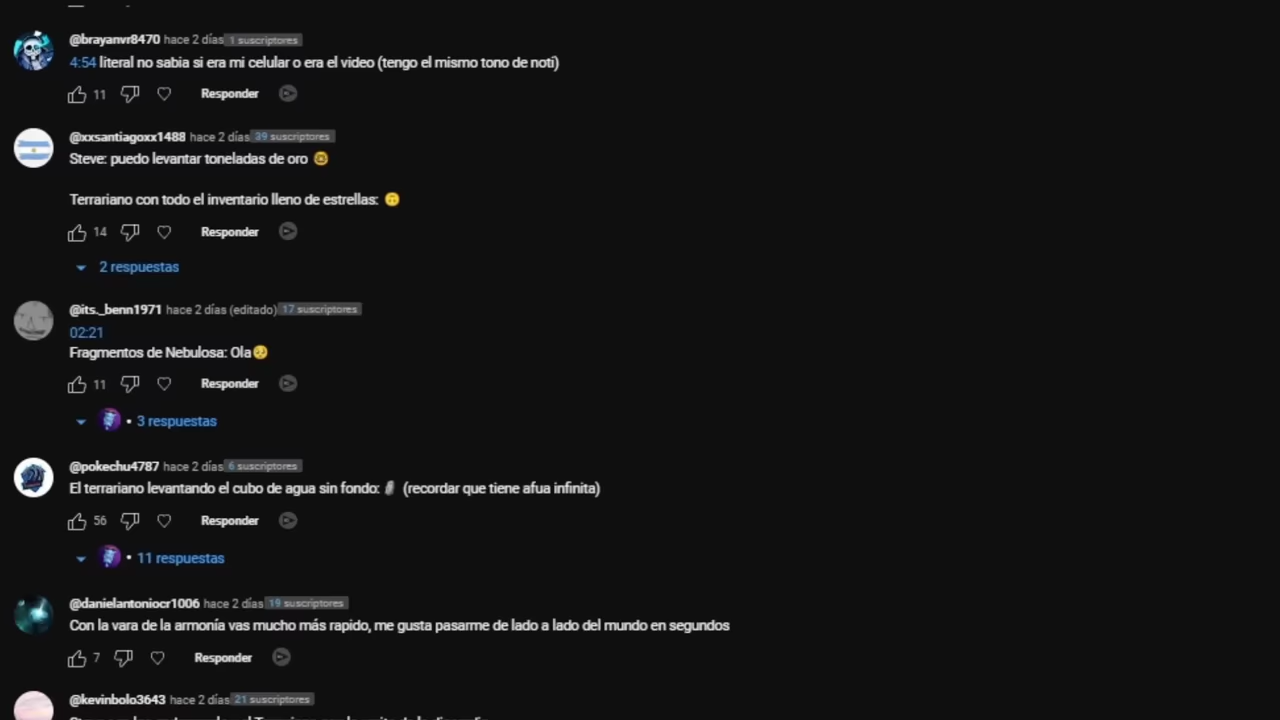 @brayanvr8470 hace 2 días 1 suscriptores
4:54 literal no sabia si era mi celular o era el video (tengo el mismo tono de noti)
11 Responder
@xxsantiagoxx1488 hace 2 días 39 suscriptores
Steve: puedo levantar toneladas de oro 🤓
Terrariano con todo el inventario lleno de estrellas: 🙃
14 Responder
2 respuestas
@its._benn1971 hace 2 días (editado) 17 suscriptores
02:21
Fragmentos de Nebulosa: Ola🥺
11 Responder
• 3 respuestas
@pokechu4787 hace 2 días 6 suscriptores
El terrariano levantando el cubo de agua sin fondo: 🗿 (recordar que tiene afua infinita)
56 Responder
• 11 respuestas
@danielantoniocr1006 hace 2 días 19 suscriptores
Con la vara de la armonía vas mucho más rapido, me gusta pasarme de lado a lado del mundo en segundos
7 Responder
@kevinbolo3643 hace 2 días 21 suscriptores